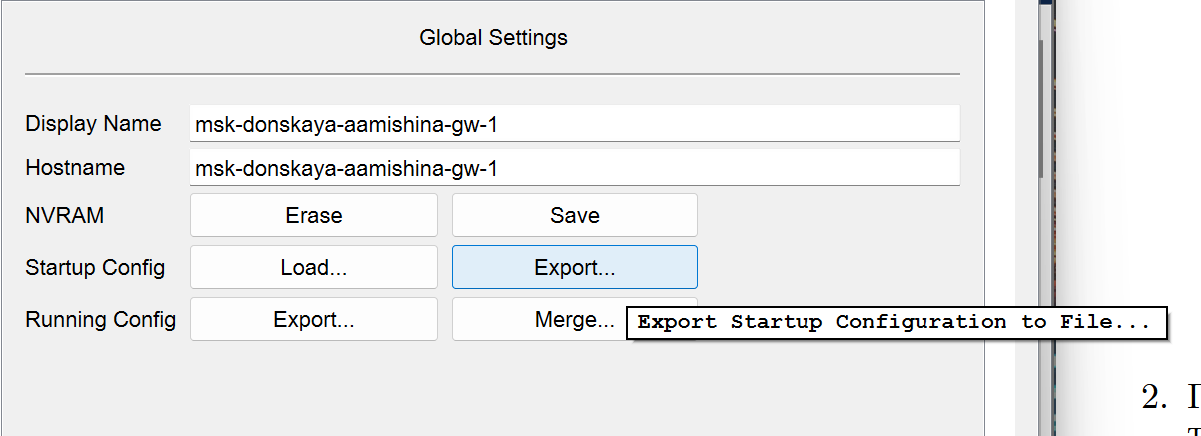 Global Settings
Display Name msk-donskaya-aamishina-gw-1
Hostname msk-donskaya-aamishina-gw-1
NVRAM Erase Save
Startup Config Load... Export...
Running Config Export... Merge...
Export Startup Configuration to File...
2.